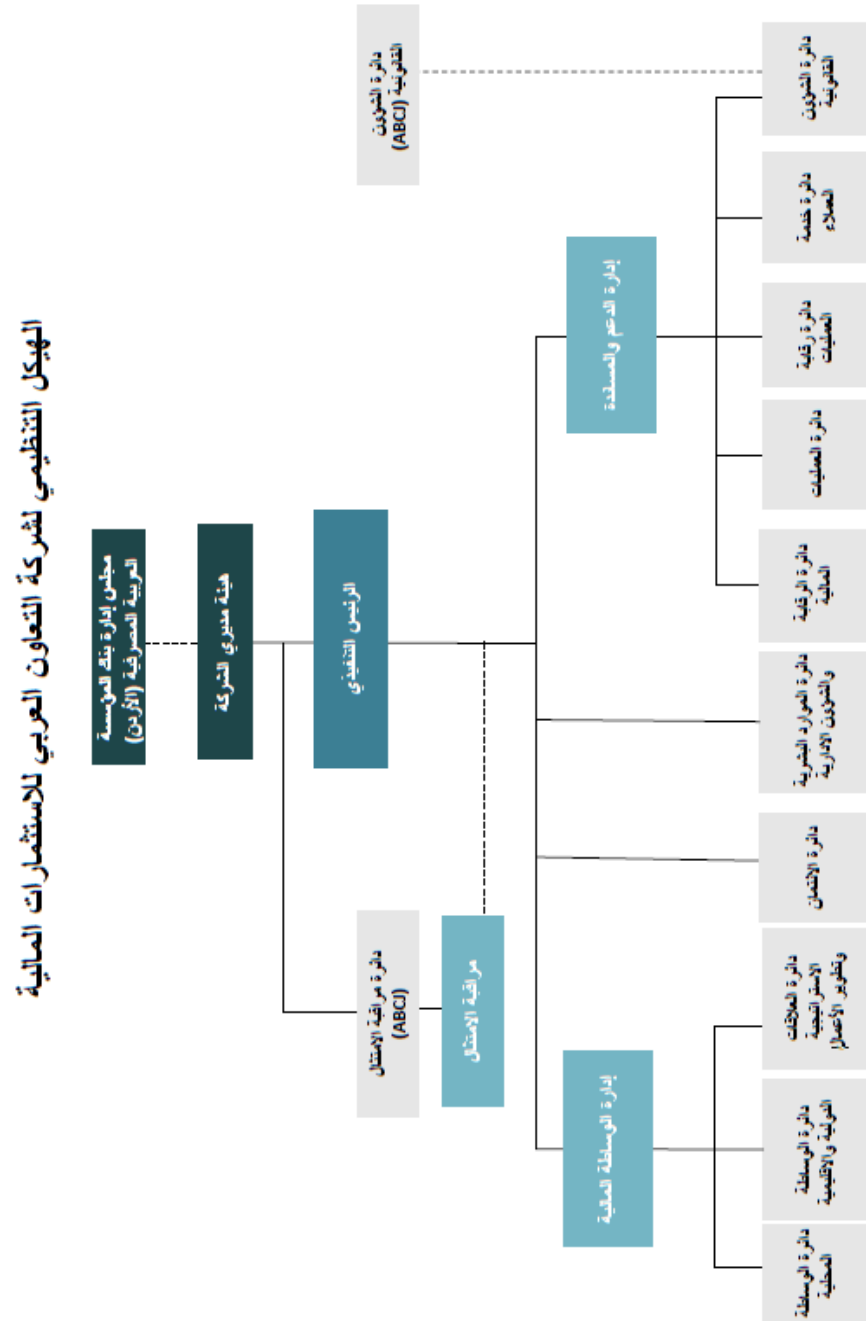 الهيكل التنظيمي لشركة التعاون العربي للاستثمارات المالية
مجلس إدارة بنك المؤسسة
العربية المصرفية (الأردن)
هيئة مديري الشركة
الرئيس التنفيذي
دائرة الشؤون
القانونية (ABCJ)
دائرة مراقبة الامتثال
(ABCJ)
مراقبة الامتثال
إدارة الدعم والمساندة
إدارة الوساطة المالية
دائرة الشؤون
القانونية
دائرة خدمة
العملاء
دائرة رقابة
العمليات
دائرة العمليات
دائرة الرقابة
المالية
دائرة الموارد البشرية
والشؤون الادارية
دائرة الائتمان
دائرة العلاقات
الاستراتيجية
وتطوير الأعمال
دائرة الوساطة
الدولية والاقليمية
دائرة الوساطة
المحلية